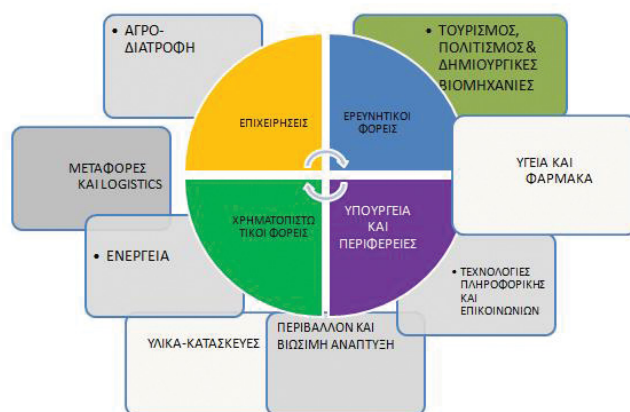 • ΑΓΡΟ-
ΔΙΑΤΡΟΦΗ
• ΤΟΥΡΙΣΜΟΣ,
ΠΟΛΙΤΙΣΜΟΣ &
ΔΗΜΙΟΥΡΓΙΚΕΣ
ΒΙΟΜΗΧΑΝΙΕΣ
ΕΠΙΧΕΙΡΗΣΕΙΣ
ΕΡΕΥΝΗΤΙΚΟΙ
ΦΟΡΕΙΣ
ΜΕΤΑΦΟΡΕΣ
ΚΑΙ LOGISTICS
ΥΓΕΙΑ ΚΑΙ
ΦΑΡΜΑΚΑ
ΧΡΗΜΑΤΟΠΙΣΤΩ
ΤΙΚΟΙ ΦΟΡΕΙΣ
ΥΠΟΥΡΓΕΙΑ
ΚΑΙ
ΠΕΡΙΦΕΡΕΙΕΣ
• ΕΝΕΡΓΕΙΑ
• ΤΕΧΝΟΛΟΓΙΕΣ
ΠΛΗΡΟΦΟΡΙΚΗΣ
ΚΑΙ
ΕΠΙΚΟΙΝΩΝΙΩΝ
ΥΛΙΚΑ-ΚΑΤΑΣΚΕΥΕΣ
ΠΕΡΙΒΑΛΛΟΝ ΚΑΙ
ΒΙΩΣΙΜΗ ΑΝΑΠΤΥΞΗ